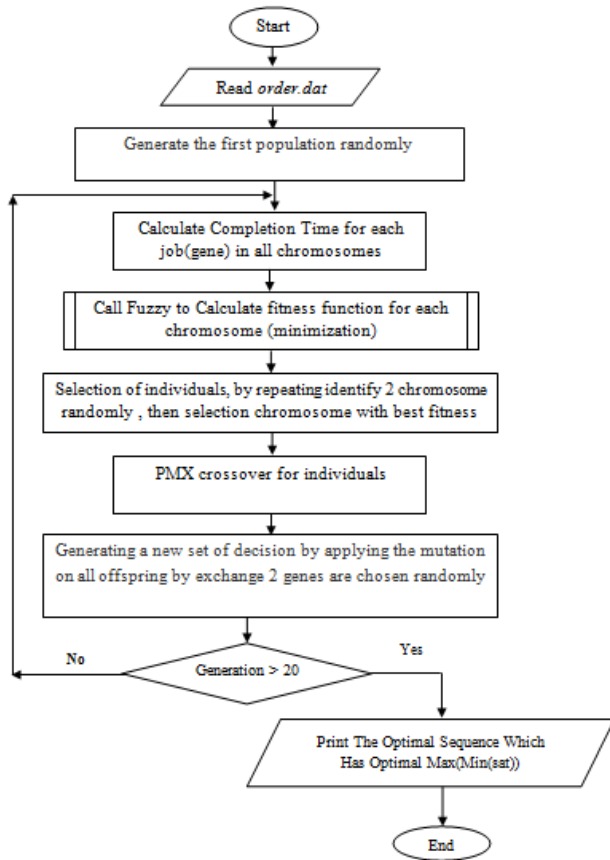 Start
Read order.dat
Generate the first population randomly
Calculate Completion Time for each
job(gene) in all chromosomes
Call Fuzzy to Calculate fitness function for each
chromosome (minimization)
Selection of individuals, by repeating identify 2 chromosome
randomly , then selection chromosome with best fitness
PMX crossover for individuals
Generating a new set of decision by applying the mutation
on all offspring by exchange 2 genes are chosen randomly
No
Generation > 20
Yes
Print The Optimal Sequence Which
Has Optimal Max(Min(sat))
End